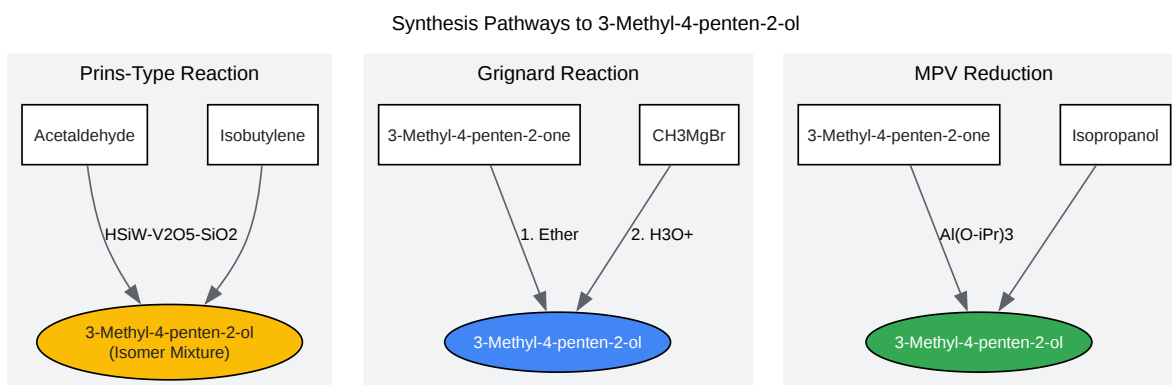 Synthesis Pathways to 3-Methyl-4-penten-2-ol
Prins-Type Reaction
Acetaldehyde
Isobutylene
HSiW-V2O5-SiO2
3-Methyl-4-penten-2-ol
(Isomer Mixture)
Grignard Reaction
3-Methyl-4-penten-2-one
CH3MgBr
1. Ether
2. H3O+
3-Methyl-4-penten-2-ol
MPV Reduction
3-Methyl-4-penten-2-one
Isopropanol
Al(O-iPr)3
3-Methyl-4-penten-2-ol